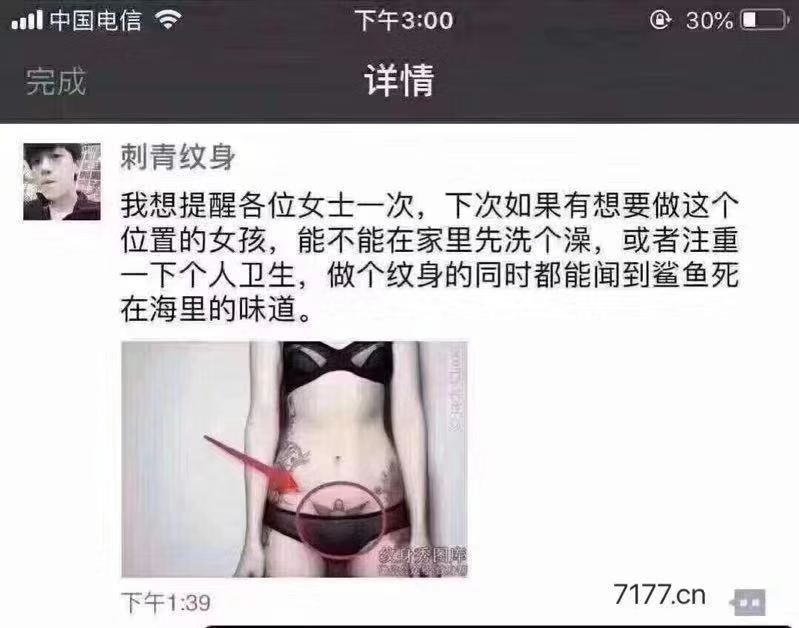 中国电信
下午3:00
30%
完成
详情
刺青纹身
我想提醒各位女士一次，下次如果有想要做这个
位置的女孩，能不能在家里先洗个澡，或者注重
一下个人卫生，做个纹身的同时都能闻到鲨鱼死
在海里的味道。
纹身秀图库
下午1:39
7177.cn